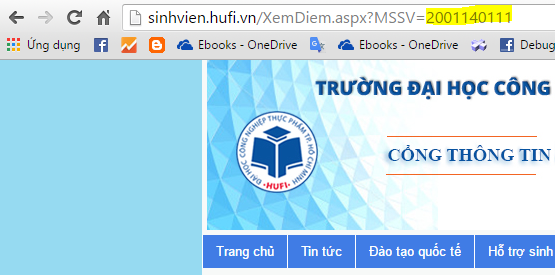 sinhvien.hufi.vn/XemDiem.aspx?MSSV=2001140111
Ứng dụng Ebooks - OneDrive Ebooks - OneDrive Debug
TRƯỜNG ĐẠI HỌC CÔNG
ĐẠI HỌC CÔNG NGHIỆP THỰC PHẨM TP HỒ CHÍ MINH
·HUFI·
CỔNG THÔNG TIN
Trang chủ Tin tức Đào tạo quốc tế Hỗ trợ sinh